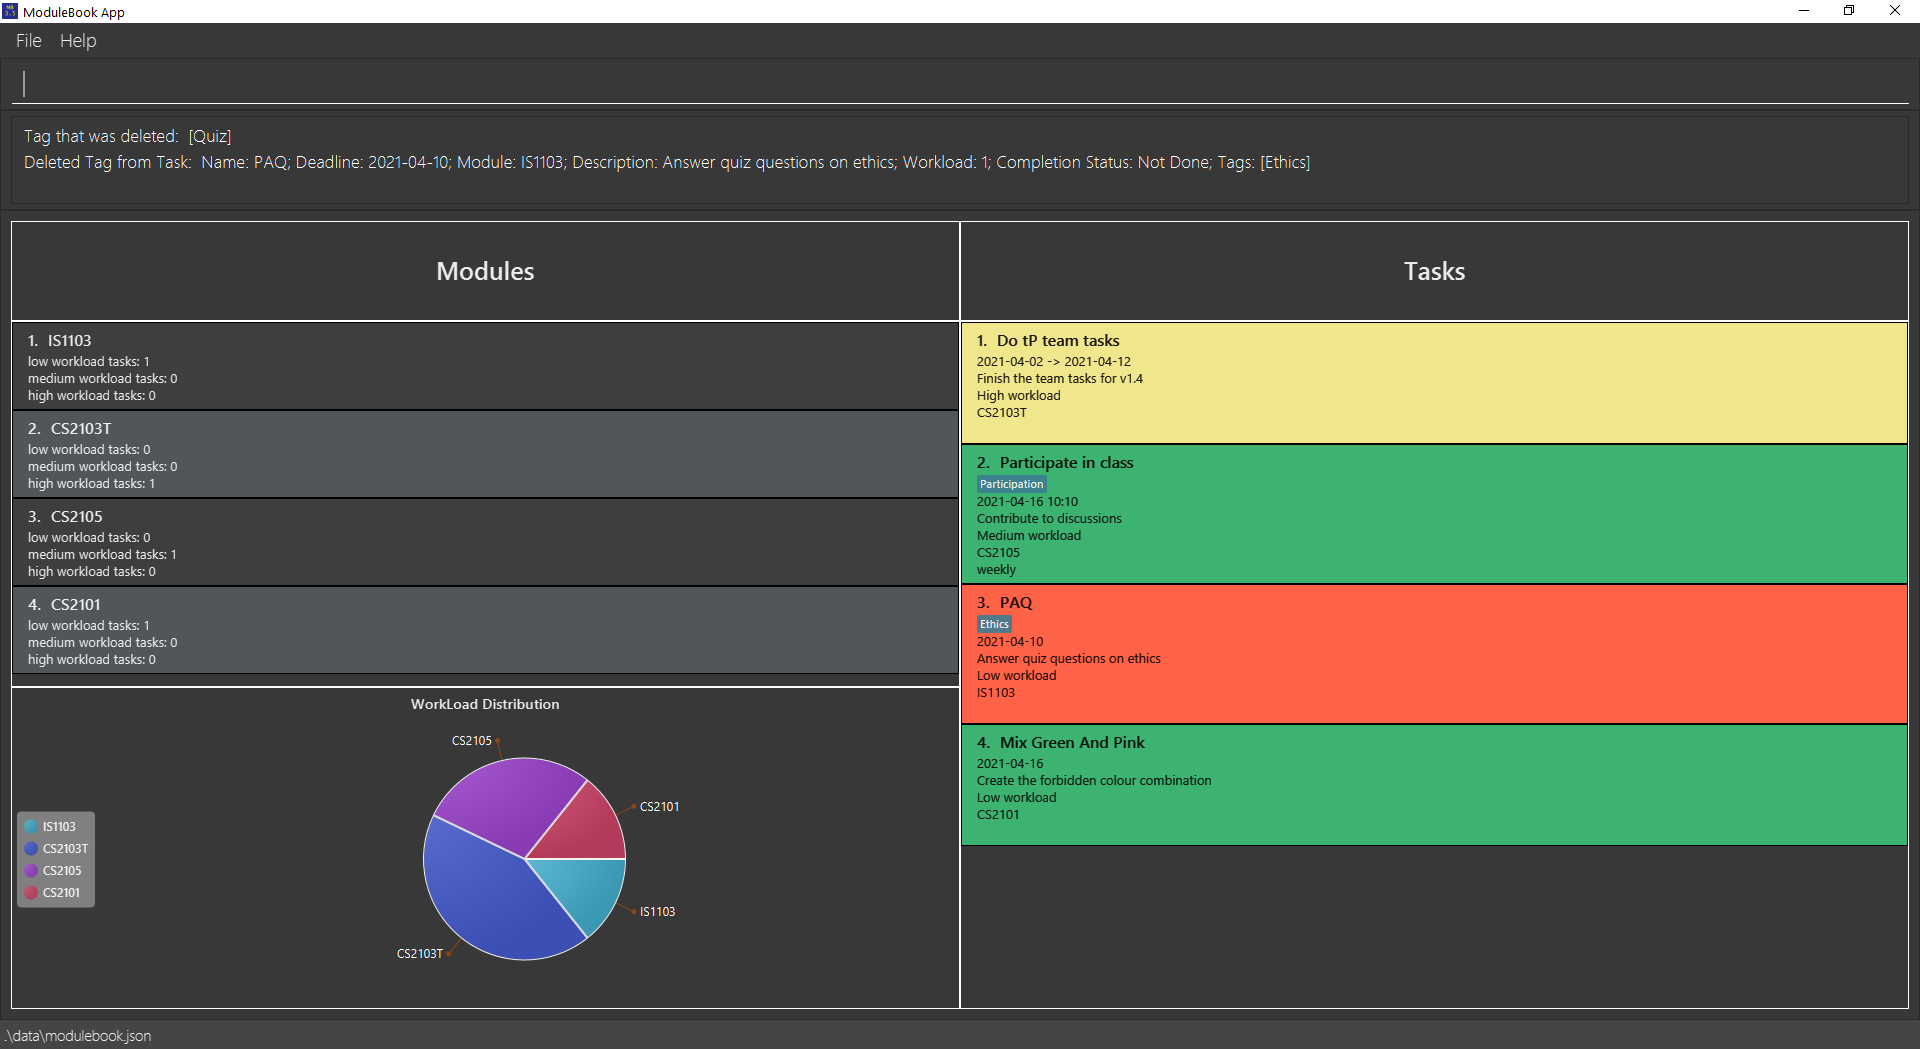 ModuleBook App
File Help
Tag that was deleted: [Quiz]
Deleted Tag from Task: Name: PAQ; Deadline: 2021-04-10; Module: IS1103; Description: Answer quiz questions on ethics; Workload: 1; Completion Status: Not Done; Tags: [Ethics]
Modules
1. IS1103
low workload tasks: 1
medium workload tasks: 0
high workload tasks: 0
2. CS2103T
low workload tasks: 0
medium workload tasks: 0
high workload tasks: 1
3. CS2105
low workload tasks: 0
medium workload tasks: 1
high workload tasks: 0
4. CS2101
low workload tasks: 1
medium workload tasks: 0
high workload tasks: 0
WorkLoad Distribution
CS2105
CS2101
IS1103
CS2103T
IS1103
CS2103T
CS2105
CS2101
Tasks
1. Do tP team tasks
2021-04-02 -> 2021-04-12
Finish the team tasks for v1.4
High workload
CS2103T
2. Participate in class
Participation
2021-04-16 10:10
Contribute to discussions
Medium workload
CS2105
weekly
3. PAQ
Ethics
2021-04-10
Answer quiz questions on ethics
Low workload
IS1103
4. Mix Green And Pink
2021-04-16
Create the forbidden colour combination
Low workload
CS2101
.\data\modulebook.json